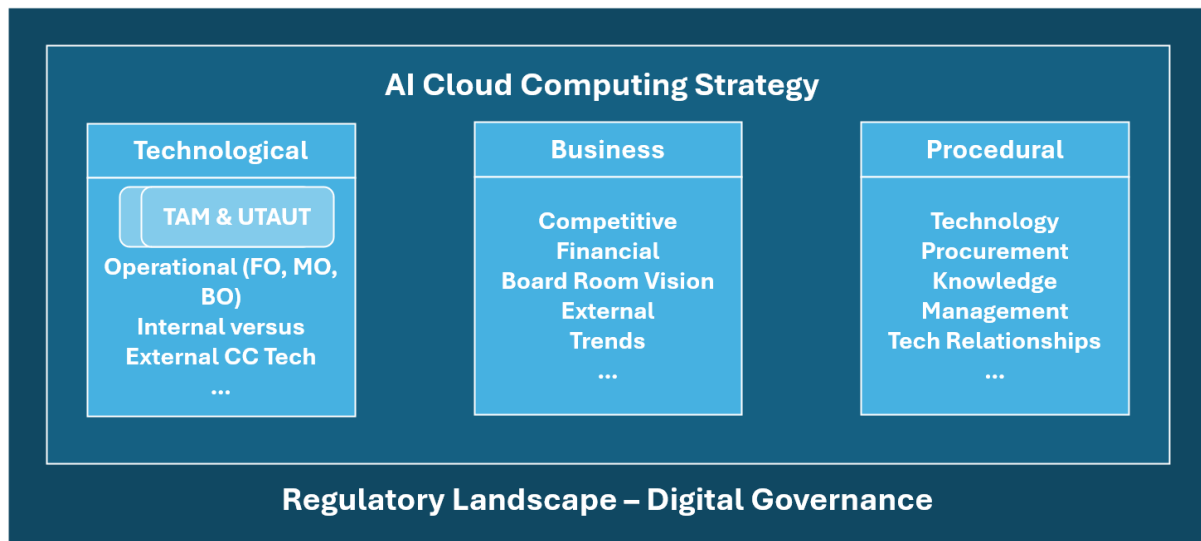 AI Cloud Computing Strategy
Technological
TAM & UTAUT
Operational (FO, MO,
BO)
Internal versus
External CC Tech
...
Business
Competitive
Financial
Board Room Vision
External
Trends
...
Procedural
Technology
Procurement
Knowledge
Management
Tech Relationships
...
Regulatory Landscape – Digital Governance